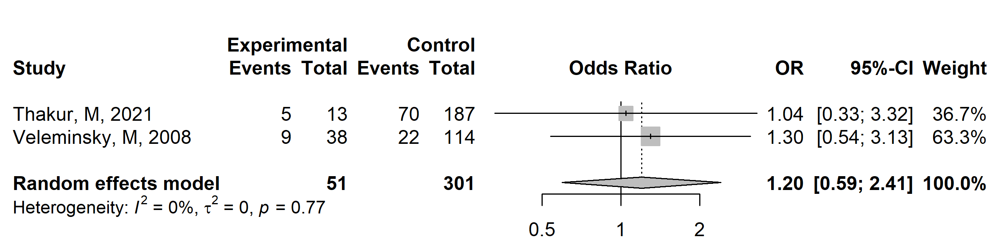 Experimental Control
Study Events Total Events Total Odds Ratio OR 95%-CI Weight
Thakur, M, 2021 5 13 70 187 1.04 [0.33; 3.32] 36.7%
Veleminsky, M, 2008 9 38 22 114 1.30 [0.54; 3.13] 63.3%
Random effects model 51 301 1.20 [0.59; 2.41] 100.0%
Heterogeneity: I² = 0%, τ² = 0, p = 0.77
0.5 1 2